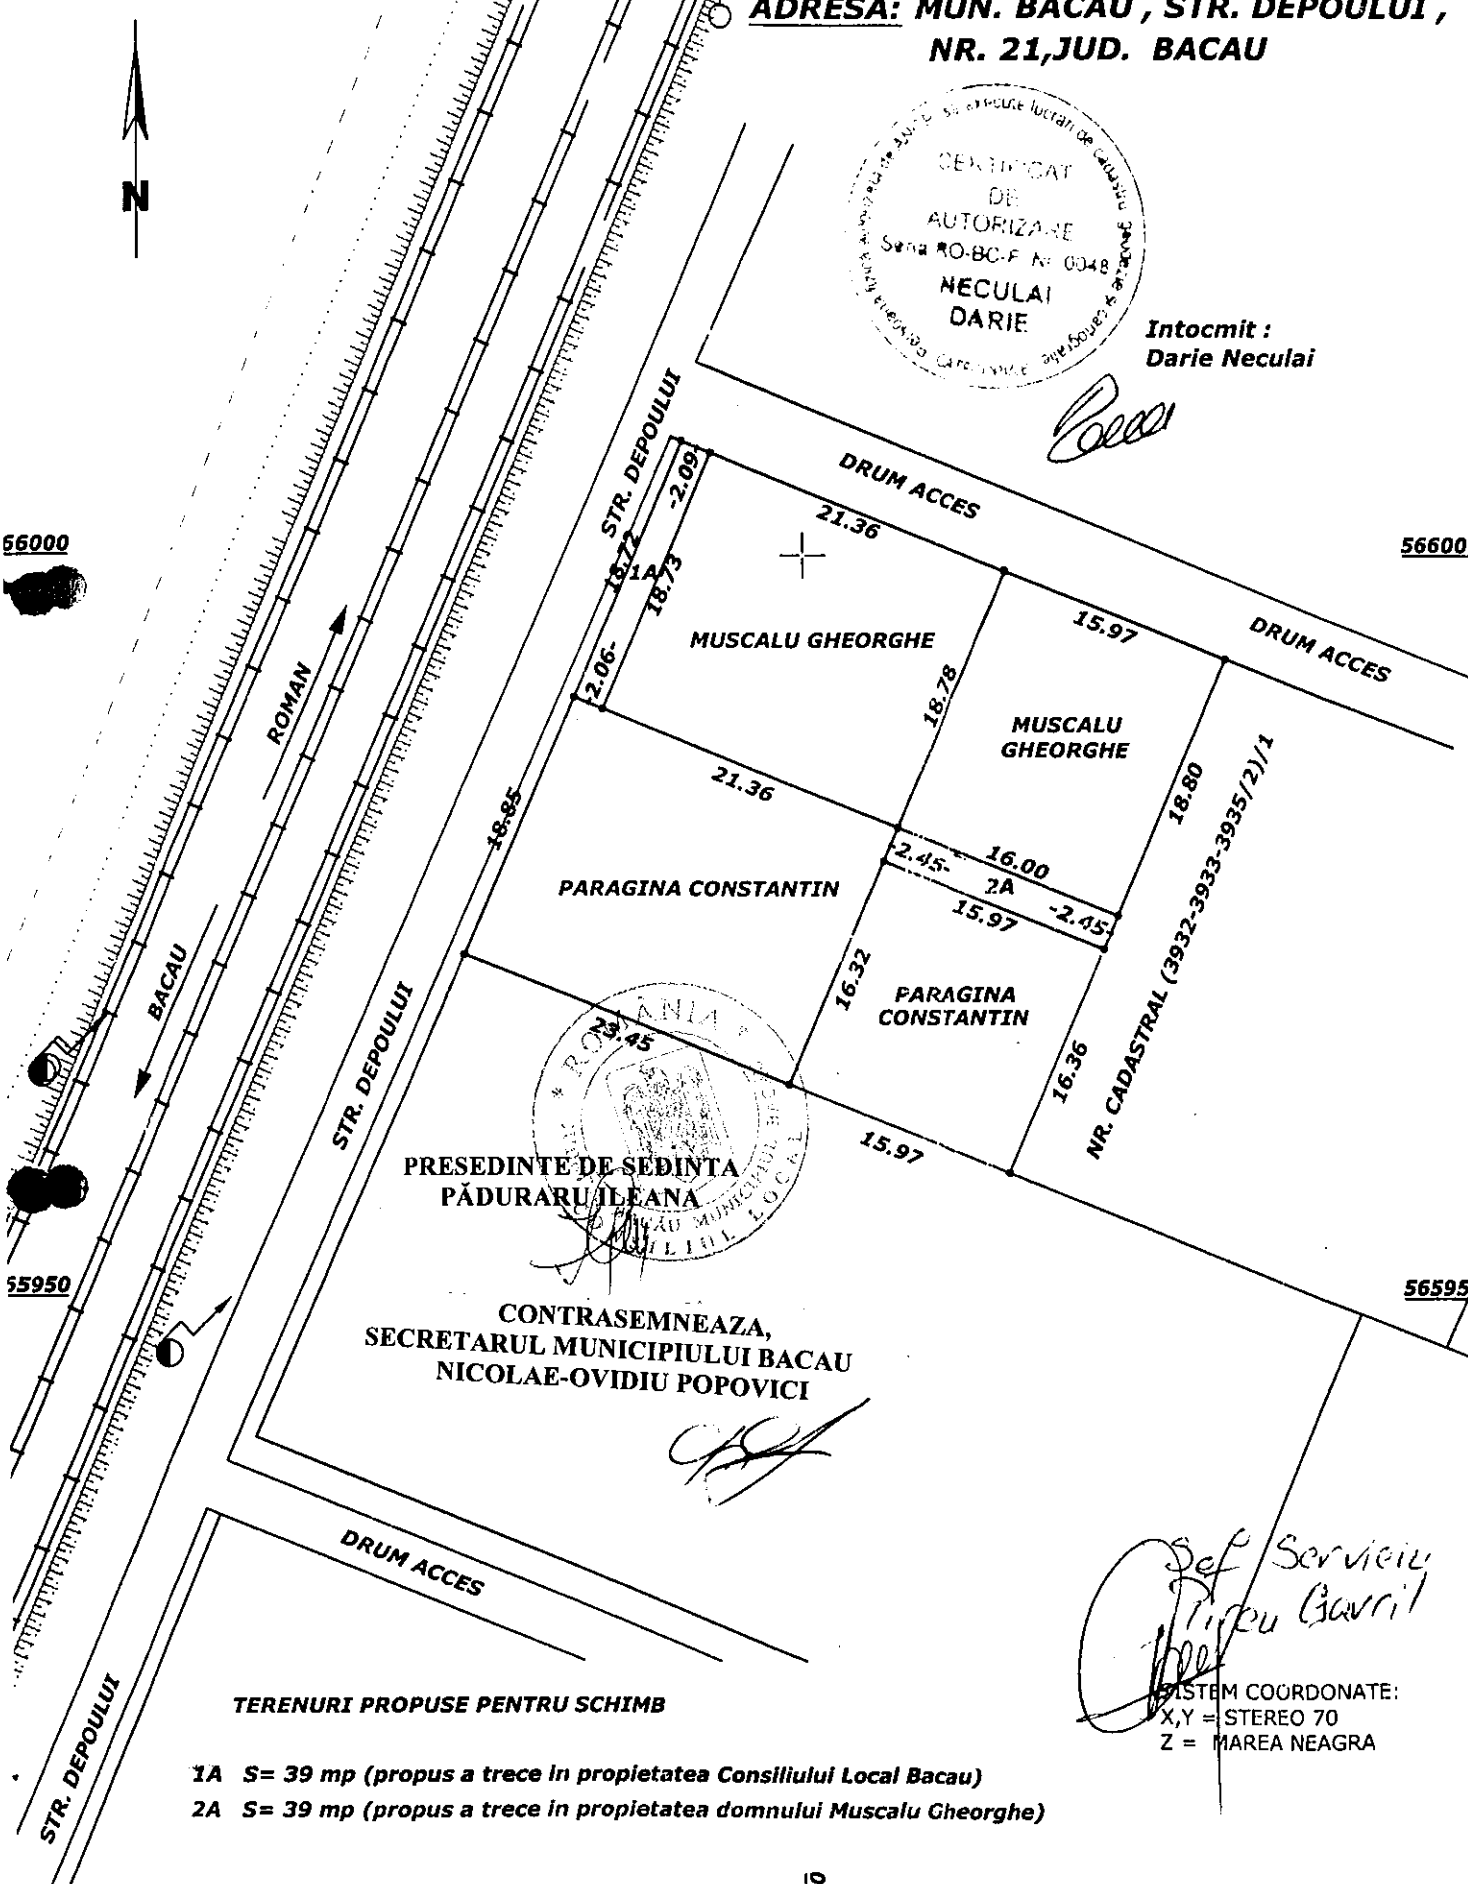 ADRESA: MUN. BACAU , STR. DEPOULUI ,
NR. 21,JUD. BACAU
N
CERTIFICAT
DE
AUTORIZARE
Seria RO-BC-F Nr 0048
NECULAI
DARIE
Intocmit :
Darie Neculai
STR. DEPOULUI
DRUM ACCES
-2.09-
21.36
18.72
1A
18.73
66000
56600
MUSCALU GHEORGHE
15.97
DRUM ACCES
-2.06-
18.78
ROMAN
MUSCALU
GHEORGHE
21.36
18.80
18.85
NR. CADASTRAL (3932-3933-3935/2)/1
-2.45-
16.00
2A
PARAGINA CONSTANTIN
15.97
-2.45-
BACAU
16.32
PARAGINA
CONSTANTIN
STR. DEPOULUI
23.45
16.36
15.97
ROMÂNIA
PRESEDINTE DE SEDINTA
PĂDURARU ILEANA
65950
56595
CONTRASEMNEAZA,
SECRETARUL MUNICIPIULUI BACAU
NICOLAE-OVIDIU POPOVICI
DRUM ACCES
Sef Serviciu
Gavril
STR. DEPOULUI
SISTEM COORDONATE:
X,Y = STEREO 70
Z = MAREA NEAGRA
TERENURI PROPUSE PENTRU SCHIMB
1A S= 39 mp (propus a trece in propietatea Consiliului Local Bacau)
2A S= 39 mp (propus a trece in propietatea domnului Muscalu Gheorghe)